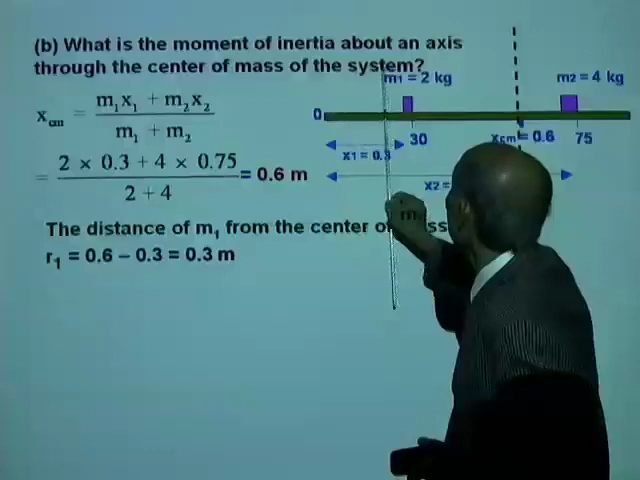 (b) What is the moment of inertia about an axis
through the center of mass of the system?
m1 = 2 kg
m2 = 4 kg
x_cm = (m₁x₁ + m₂x₂) / (m₁ + m₂)
0
30
xcm = 0.6
75
x1 = 0.3
= (2 × 0.3 + 4 × 0.75) / (2 + 4) = 0.6 m
x2 =
The distance of m₁ from the center of mass
r₁ = 0.6 – 0.3 = 0.3 m